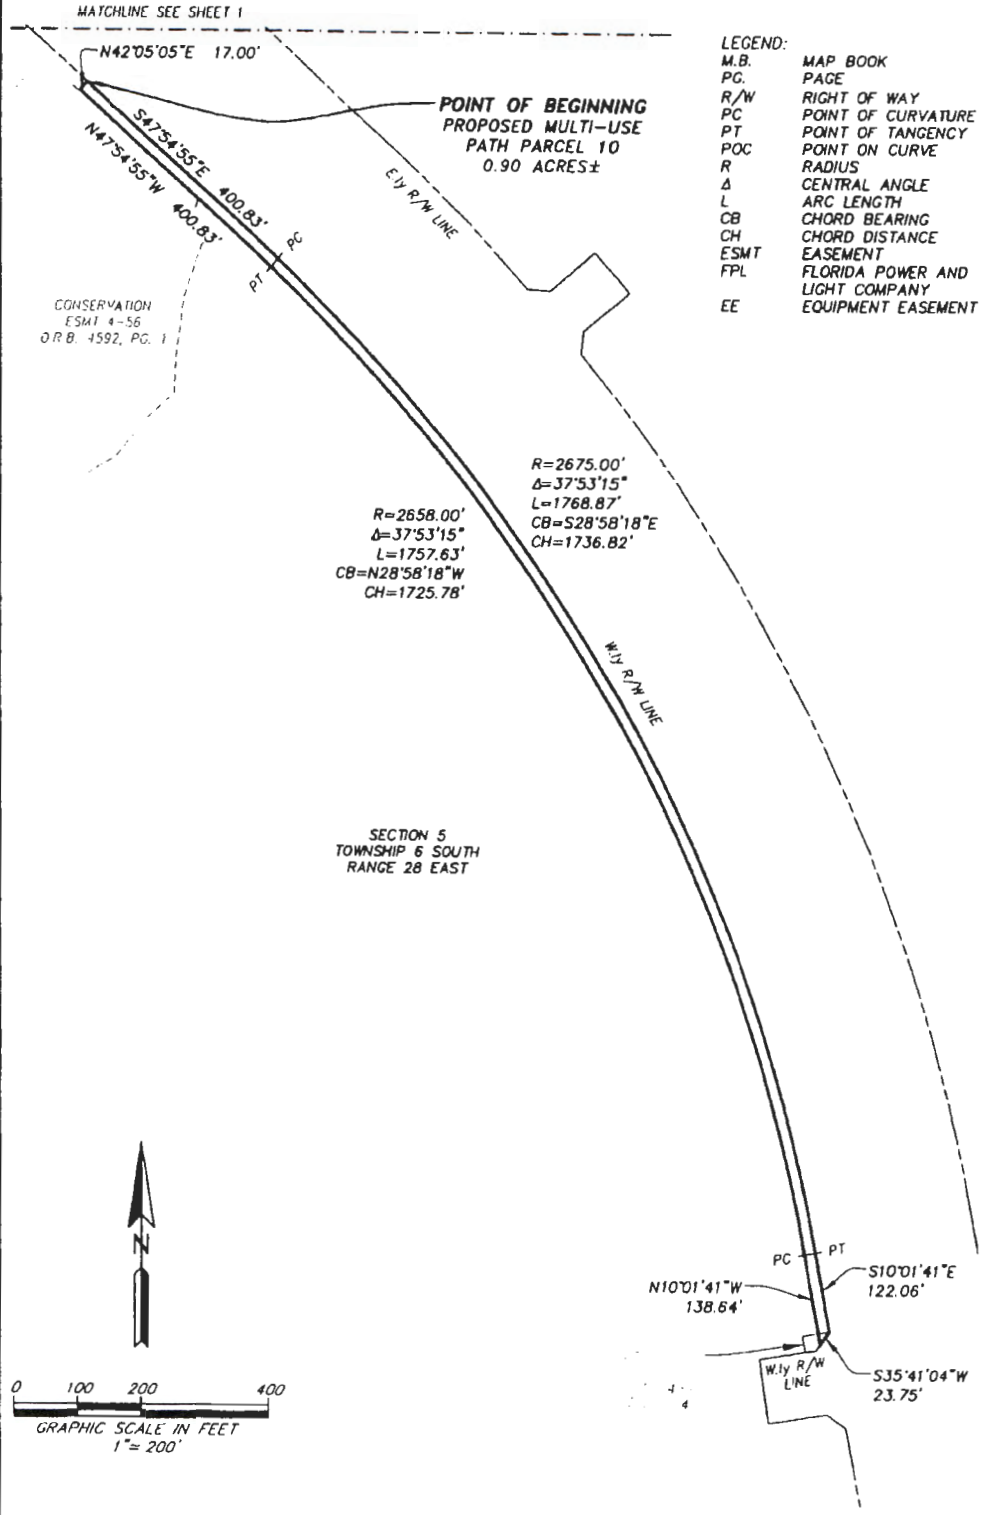 MATCHLINE SEE SHEET 1
N42°05'05"E 17.00'
POINT OF BEGINNING
PROPOSED MULTI-USE
PATH PARCEL 10
0.90 ACRES±
S47°54'55"E 400.83'
N47°54'55"W 400.83'
E.ly R/W LINE
PC
PT
LEGEND:
M.B. MAP BOOK
PG. PAGE
R/W RIGHT OF WAY
PC POINT OF CURVATURE
PT POINT OF TANGENCY
POC POINT ON CURVE
R RADIUS
Δ CENTRAL ANGLE
L ARC LENGTH
CB CHORD BEARING
CH CHORD DISTANCE
ESMT EASEMENT
FPL FLORIDA POWER AND
LIGHT COMPANY
EE EQUIPMENT EASEMENT
CONSERVATION
ESMT 4-56
O.R.B. 4592, PG. 1
R=2675.00'
Δ=37°53'15"
L=1768.87'
CB=S28°58'18"E
CH=1736.82'
R=2658.00'
Δ=37°53'15"
L=1757.63'
CB=N28°58'18"W
CH=1725.78'
W.ly R/W LINE
SECTION 5
TOWNSHIP 6 SOUTH
RANGE 28 EAST
N
PC
PT
N10°01'41"W
138.64'
S10°01'41"E
122.06'
W.ly R/W
LINE
S35°41'04"W
23.75'
0 100 200 400
GRAPHIC SCALE IN FEET
1"= 200'